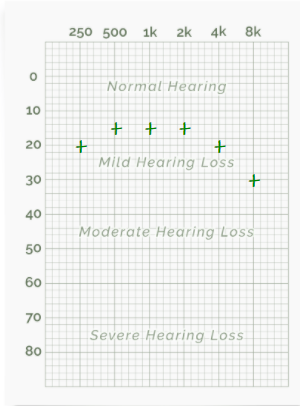 250 500 1k 2k 4k 8k
0
Normal Hearing
10
20
Mild Hearing Loss
30
40
Moderate Hearing Loss
50
60
70
Severe Hearing Loss
80